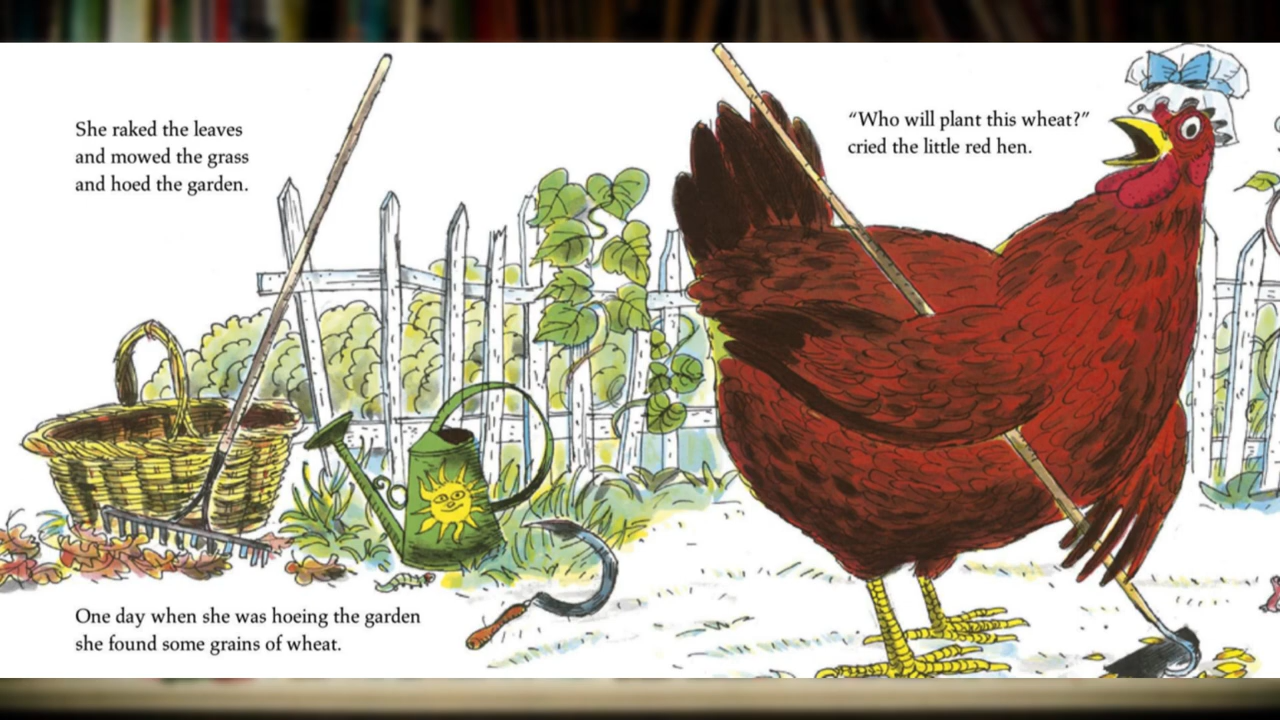 She raked the leaves
and mowed the grass
and hoed the garden.
One day when she was hoeing the garden
she found some grains of wheat.
“Who will plant this wheat?”
cried the little red hen.